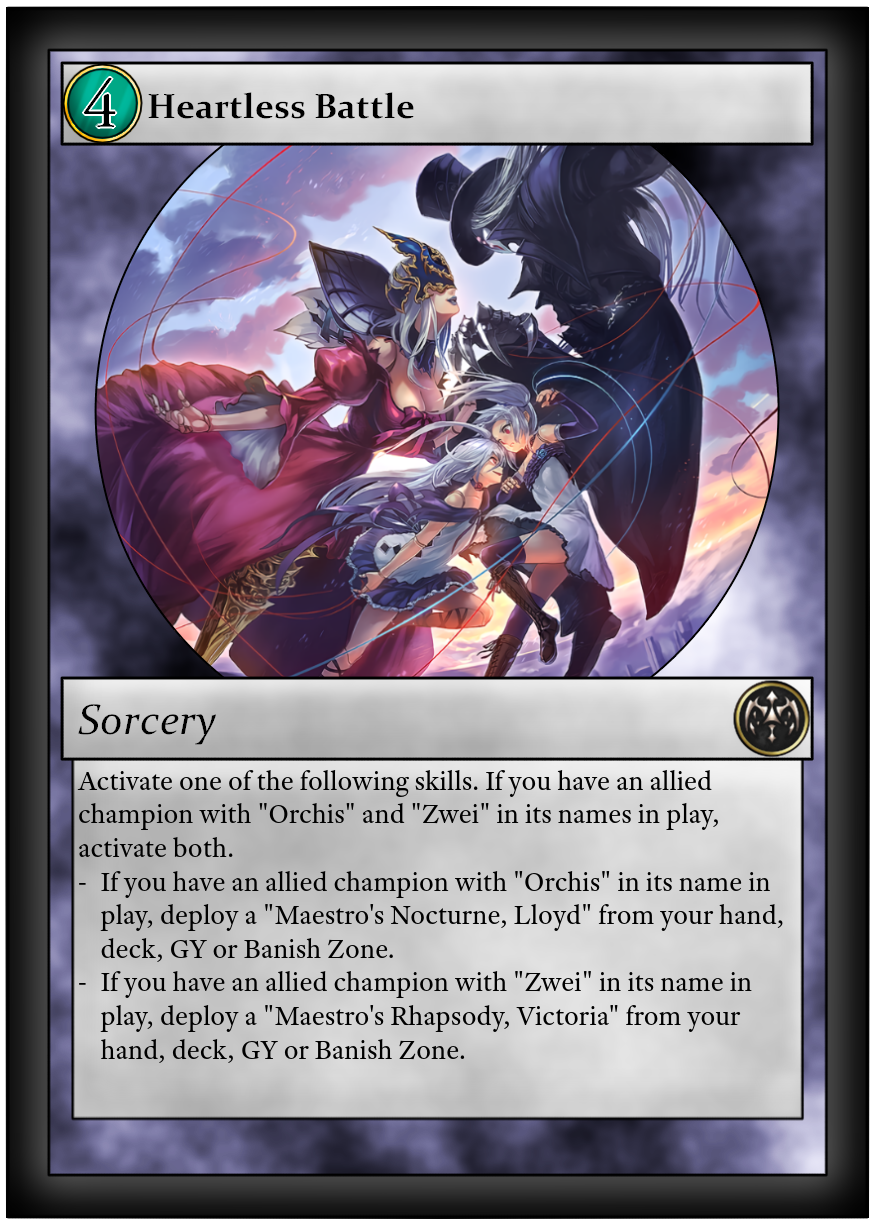 4 Heartless Battle
Sorcery
Activate one of the following skills. If you have an allied
champion with "Orchis" and "Zwei" in its names in play,
activate both.
- If you have an allied champion with "Orchis" in its name in
play, deploy a "Maestro's Nocturne, Lloyd" from your hand,
deck, GY or Banish Zone.
- If you have an allied champion with "Zwei" in its name in
play, deploy a "Maestro's Rhapsody, Victoria" from your
hand, deck, GY or Banish Zone.